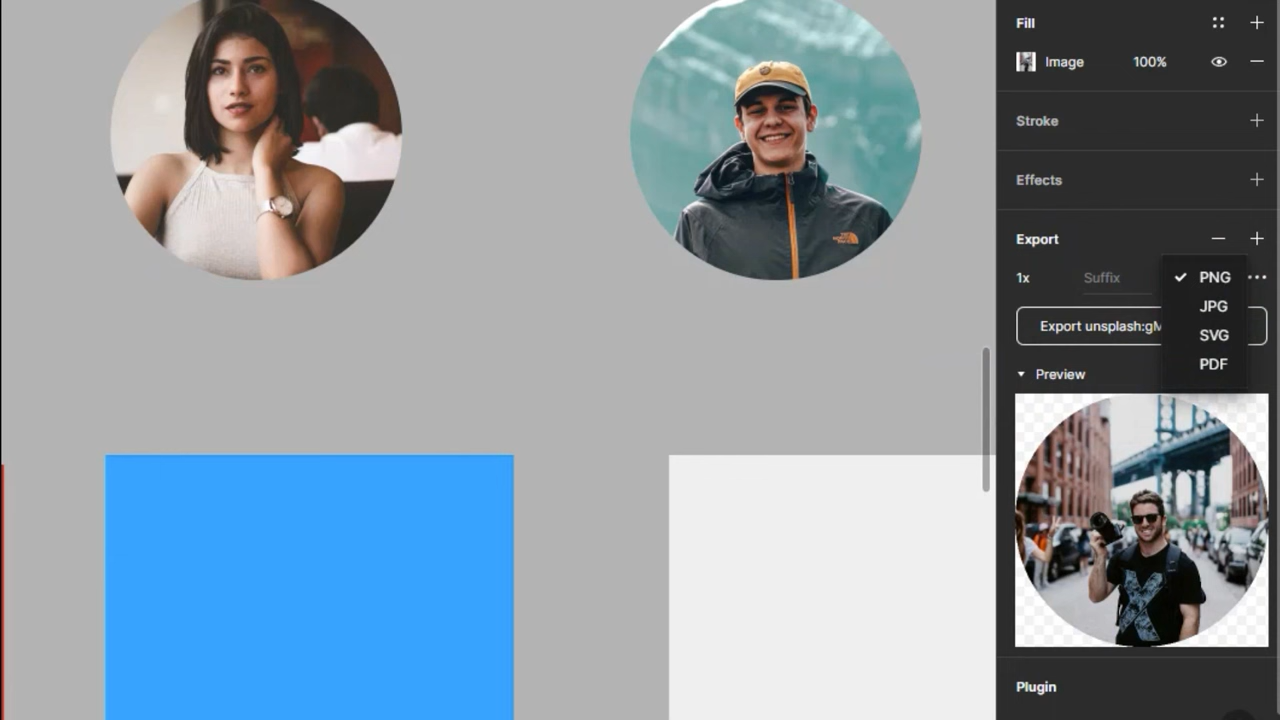 Fill
Image 100%
Stroke
Effects
Export
1x Suffix PNG
JPG
Export unsplash:gM
SVG
PDF
Preview
Plugin